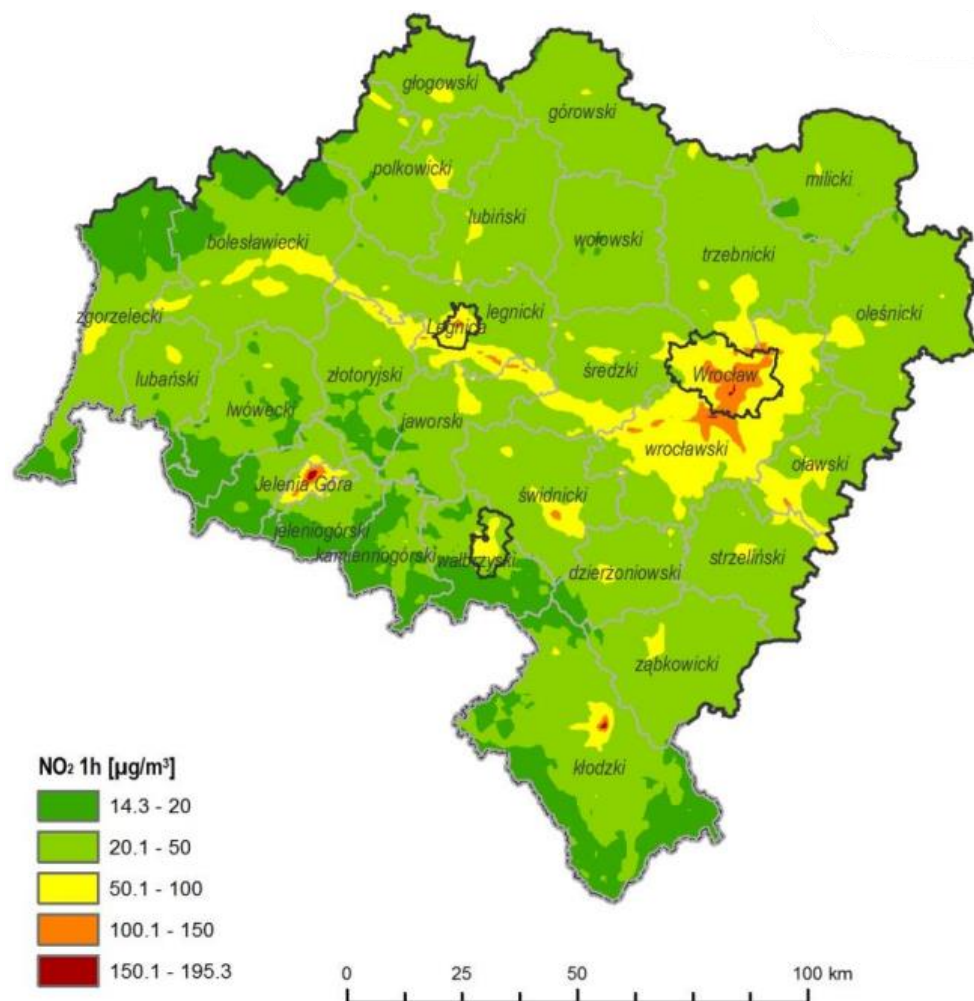 głogowski
górowski
milicki
polkowicki
lubiński
wołowski
trzebnicki
bolesławiecki
oleśnicki
zgorzelecki
Legnica
legnicki
lubański
złotoryjski
średzki
Wrocław
lwówecki
jaworski
wrocławski
oławski
Jelenia Góra
świdnicki
jeleniogórski
kamiennogórski
wałbrzyski
dzierżoniowski
strzeliński
ząbkowicki
kłodzki
NO₂ 1h [µg/m³]
14.3 - 20
20.1 - 50
50.1 - 100
100.1 - 150
150.1 - 195.3
0 25 50 100 km